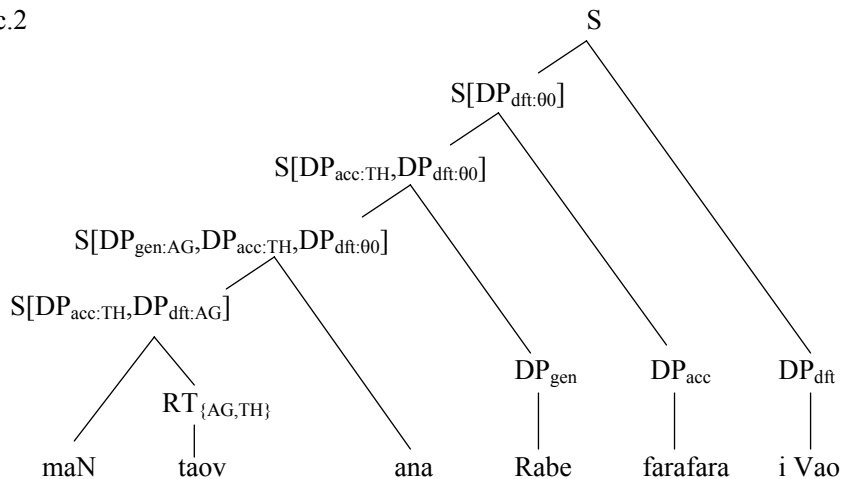 c.2 S
S[DP_dft:θ0]
S[DP_acc:TH,DP_dft:θ0]
S[DP_gen:AG,DP_acc:TH,DP_dft:θ0]
S[DP_acc:TH,DP_dft:AG]
DP_gen DP_acc DP_dft
RT_{AG,TH}
maN taov ana Rabe farafara i Vao